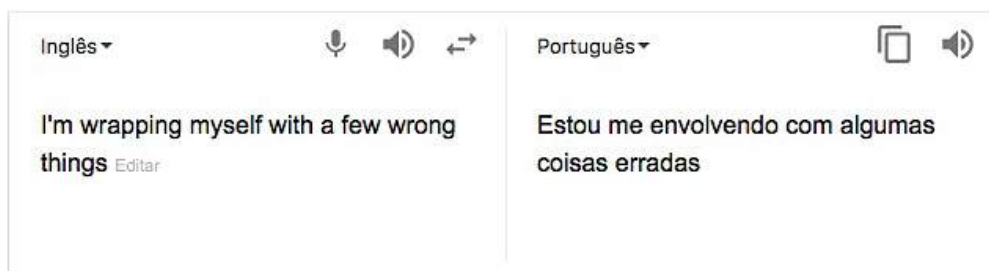 Inglês
Português
I'm wrapping myself with a few wrong
things Editar
Estou me envolvendo com algumas
coisas erradas